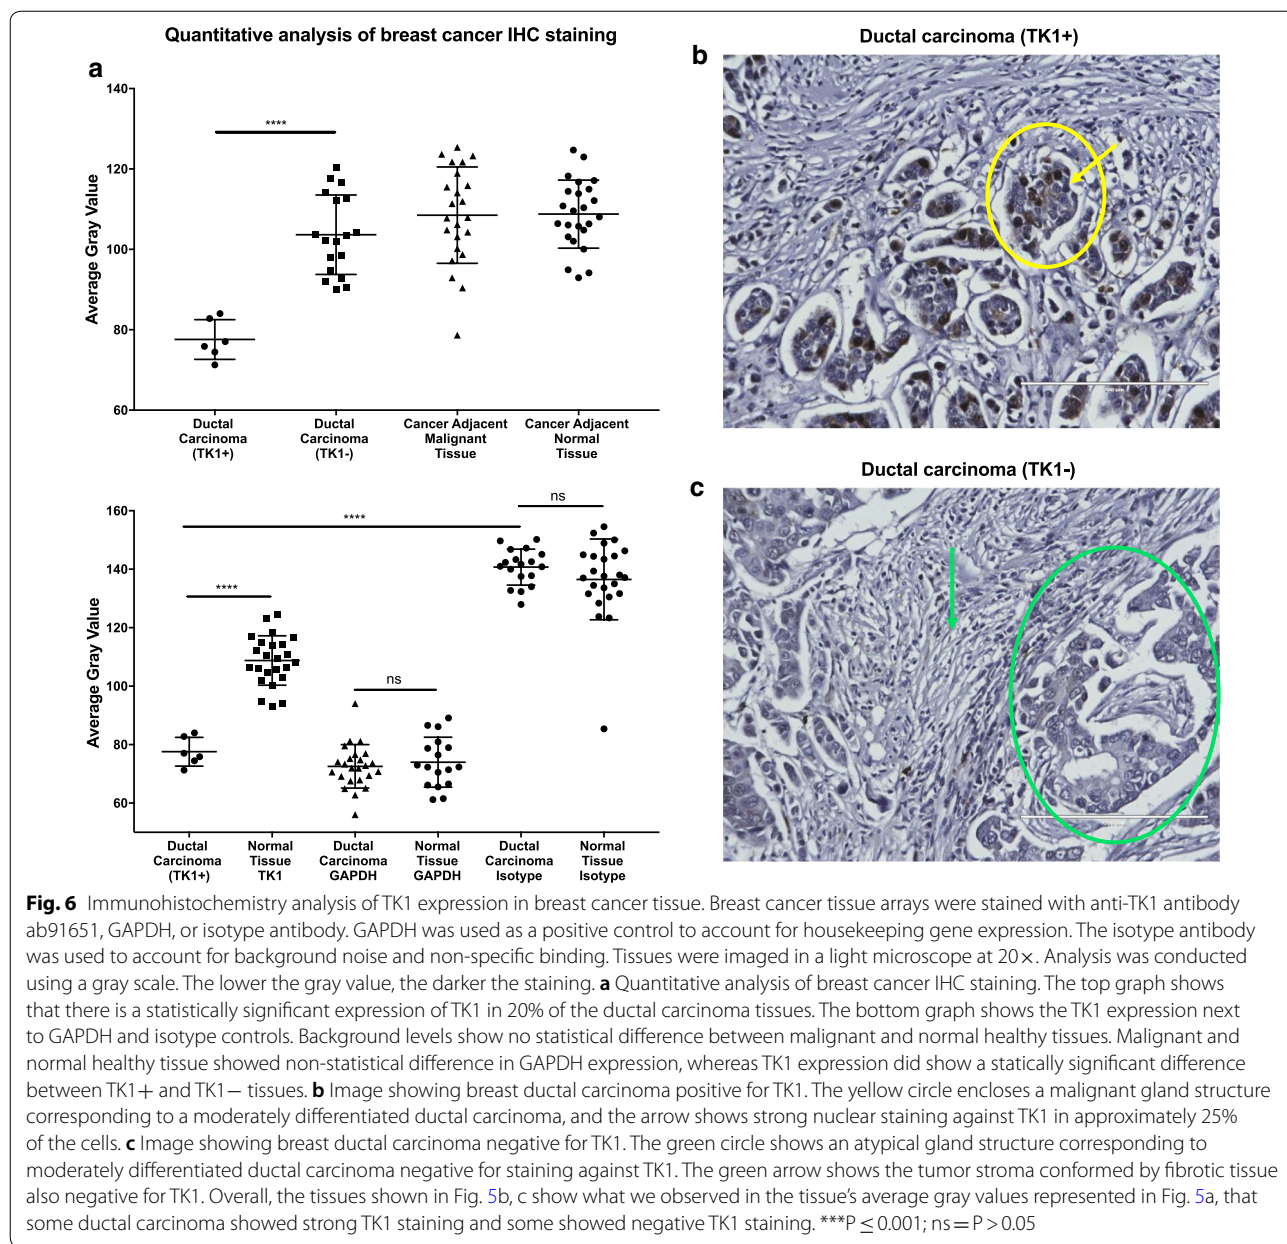 Quantitative analysis of breast cancer IHC staining
a
140
120
100
80
60
Average Gray Value
****
Ductal
Carcinoma
(TK1+)
Ductal
Carcinoma
(TK1-)
Cancer Adjacent
Malignant
Tissue
Cancer Adjacent
Normal
Tissue
160
140
120
100
80
60
Average Gray Value
****
****
ns
ns
Ductal
Carcinoma
(TK1+)
Normal
Tissue
TK1
Ductal
Carcinoma
GAPDH
Normal
Tissue
GAPDH
Ductal
Carcinoma
Isotype
Normal
Tissue
Isotype
b
Ductal carcinoma (TK1+)
c
Ductal carcinoma (TK1-)
Fig. 6 Immunohistochemistry analysis of TK1 expression in breast cancer tissue. Breast cancer tissue arrays were stained with anti-TK1 antibody
ab91651, GAPDH, or isotype antibody. GAPDH was used as a positive control to account for housekeeping gene expression. The isotype antibody
was used to account for background noise and non-specific binding. Tissues were imaged in a light microscope at 20×. Analysis was conducted
using a gray scale. The lower the gray value, the darker the staining. a Quantitative analysis of breast cancer IHC staining. The top graph shows
that there is a statistically significant expression of TK1 in 20% of the ductal carcinoma tissues. The bottom graph shows the TK1 expression next
to GAPDH and isotype controls. Background levels show no statistical difference between malignant and normal healthy tissues. Malignant and
normal healthy tissue showed non-statistical difference in GAPDH expression, whereas TK1 expression did show a statically significant difference
between TK1+ and TK1− tissues. b Image showing breast ductal carcinoma positive for TK1. The yellow circle encloses a malignant gland structure
corresponding to a moderately differentiated ductal carcinoma, and the arrow shows strong nuclear staining against TK1 in approximately 25%
of the cells. c Image showing breast ductal carcinoma negative for TK1. The green circle shows an atypical gland structure corresponding to
moderately differentiated ductal carcinoma negative for staining against TK1. The green arrow shows the tumor stroma conformed by fibrotic tissue
also negative for TK1. Overall, the tissues shown in Fig. 5b, c show what we observed in the tissue's average gray values represented in Fig. 5a, that
some ductal carcinoma showed strong TK1 staining and some showed negative TK1 staining. ***P ≤ 0.001; ns = P > 0.05